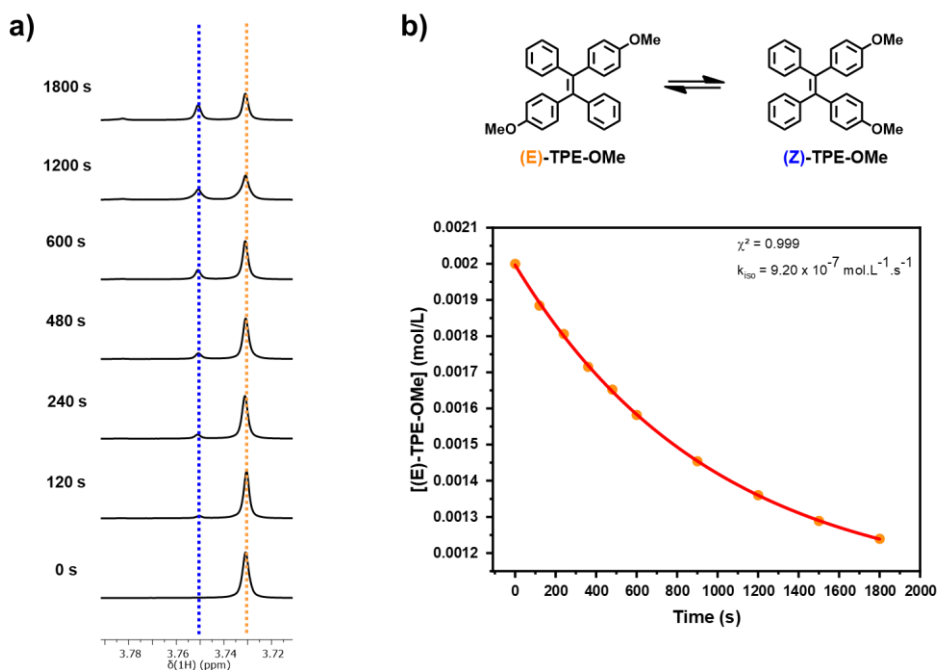 a)
1800 s
1200 s
600 s
480 s
240 s
120 s
0 s
3.78 3.76 3.74 3.72
δ(1H) (ppm)
b)
OMe
MeO
(E)-TPE-OMe
OMe
OMe
(Z)-TPE-OMe
χ² = 0.999
k_iso = 9.20 x 10^-7 mol.L^-1.s^-1
[(E)-TPE-OMe] (mol/L)
0.0021
0.002
0.0019
0.0018
0.0017
0.0016
0.0015
0.0014
0.0013
0.0012
0 200 400 600 800 1000 1200 1400 1600 1800 2000
Time (s)